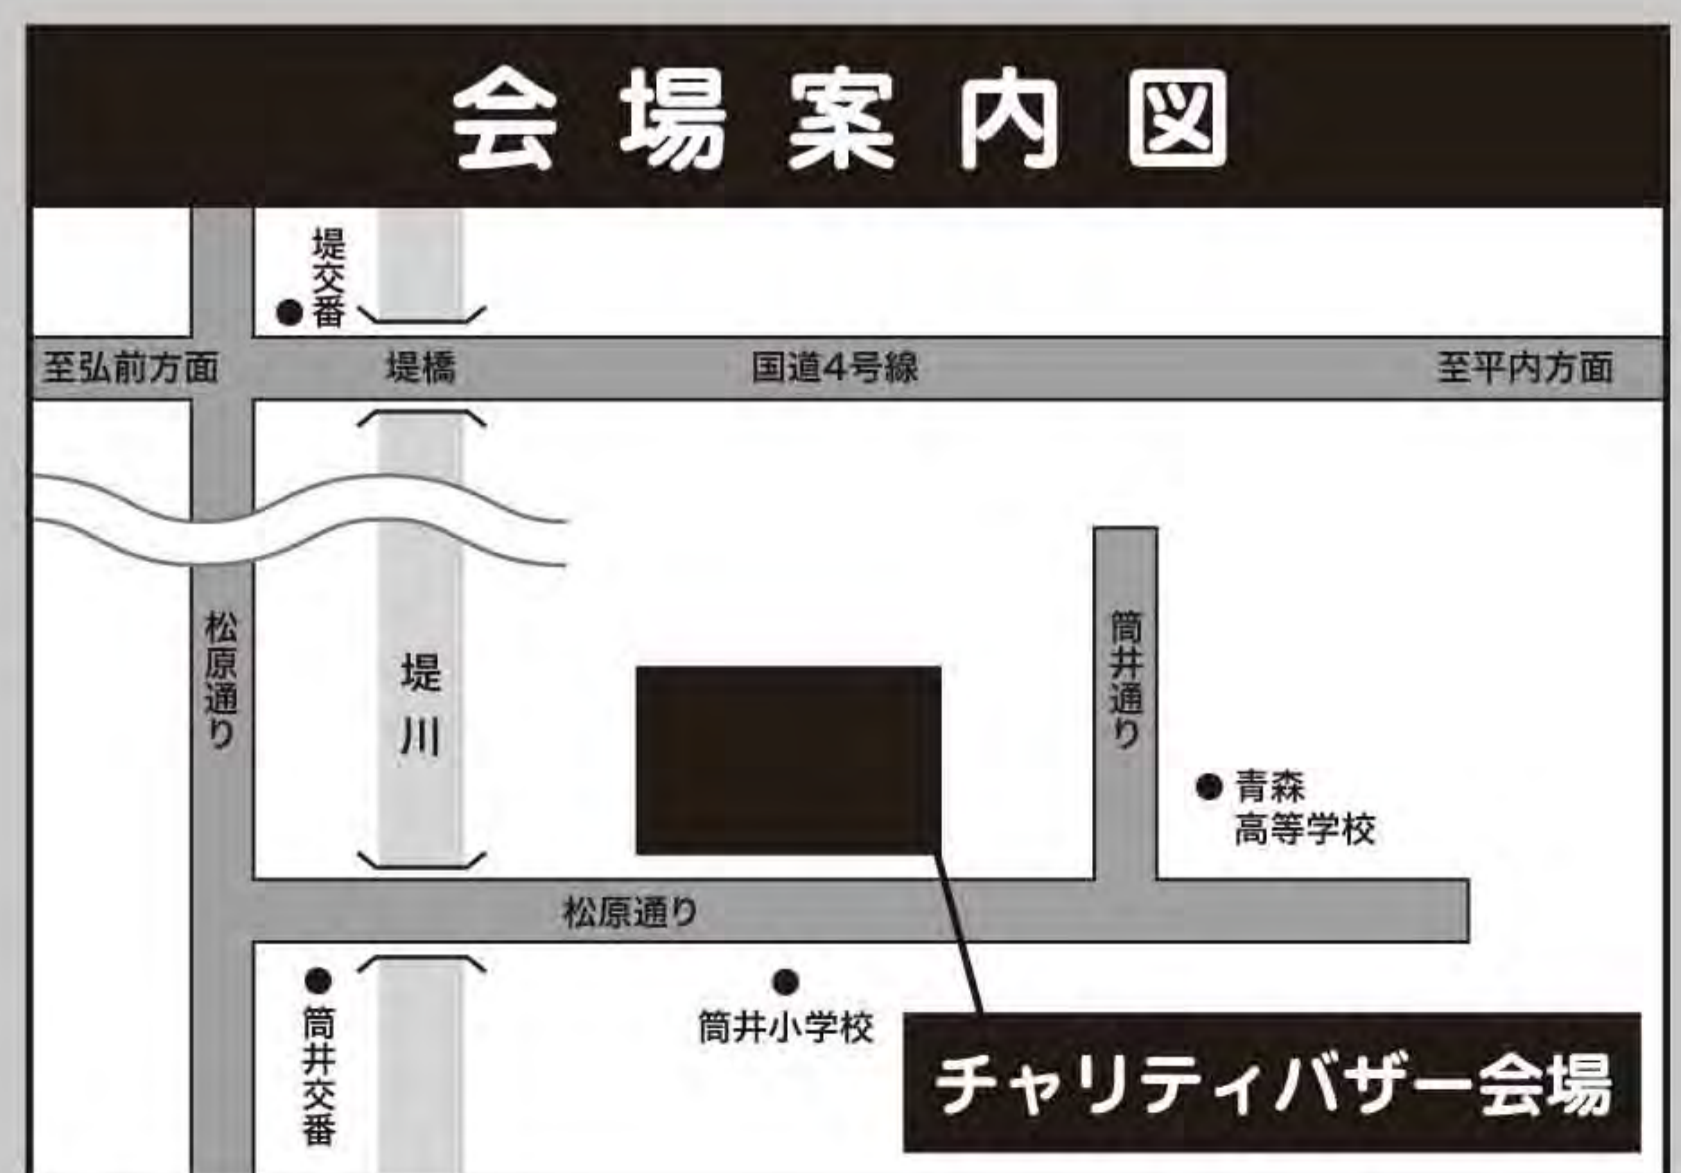 会場案内図
堤交番
至弘前方面
堤橋
国道4号線
至平内方面
松原通り
堤川
筒井通り
青森
高等学校
松原通り
筒井交番
筒井小学校
チャリティバザー会場